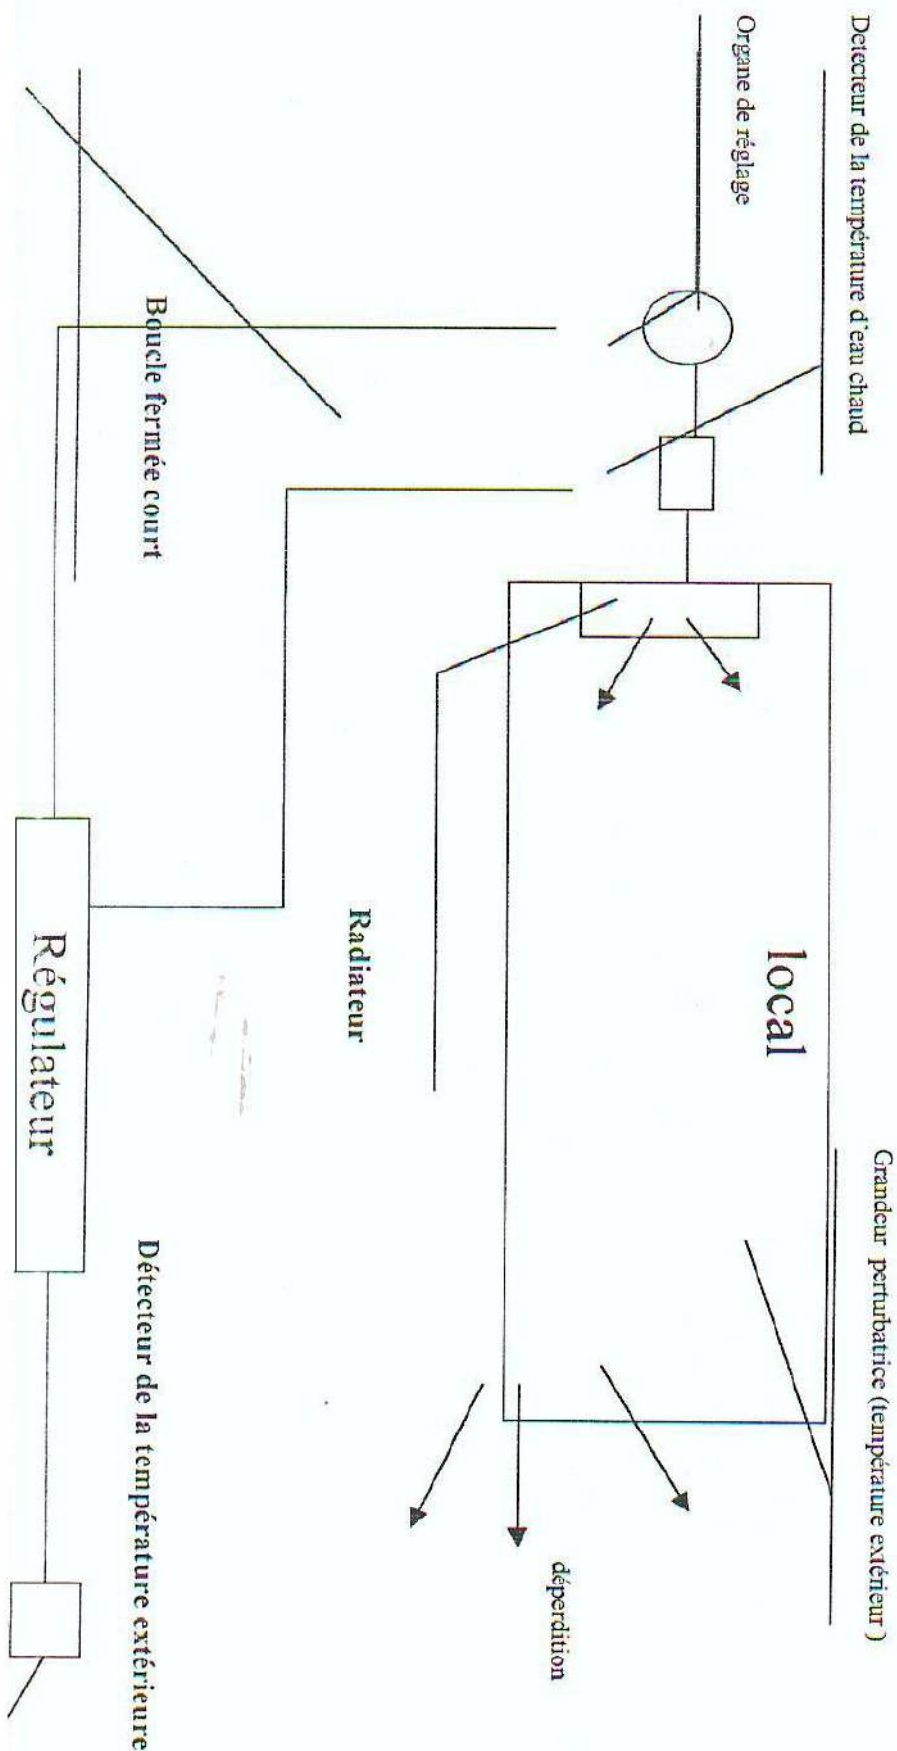 Detecteur de la température d'eau chaud
Grandeur perturbatrice (température extérieur)
Organe de réglage
local
déperdition
Radiateur
Boucle fermée court
Détecteur de la température extérieure
Régulateur